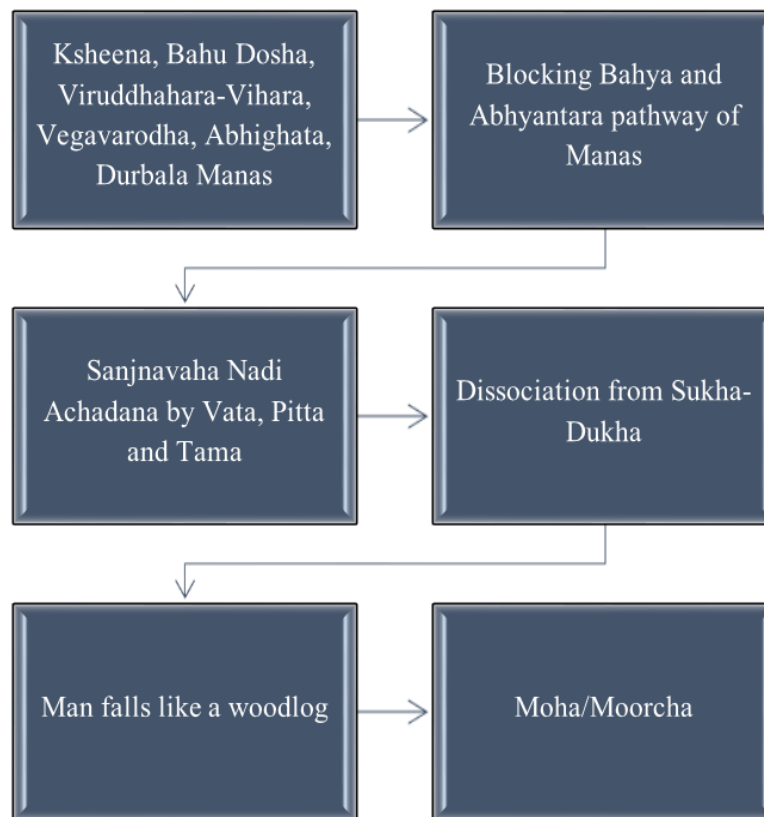 Ksheena, Bahu Dosha,
Viruddhahara-Vihara,
Vegavarodha, Abhighata,
Durbala Manas
Blocking Bahya and
Abhyantara pathway of
Manas
Sanjnavaha Nadi
Achadana by Vata, Pitta
and Tama
Dissociation from Sukha-
Dukha
Man falls like a woodlog
Moha/Moorcha